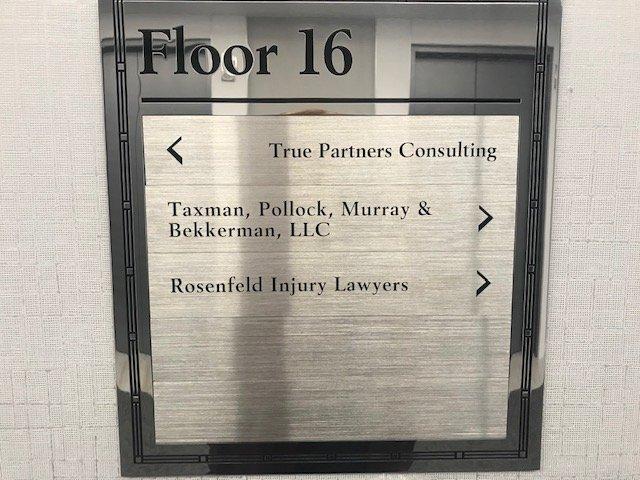 Floor 16
< True Partners Consulting
Taxman, Pollock, Murray & >
Bekkerman, LLC
Rosenfeld Injury Lawyers >